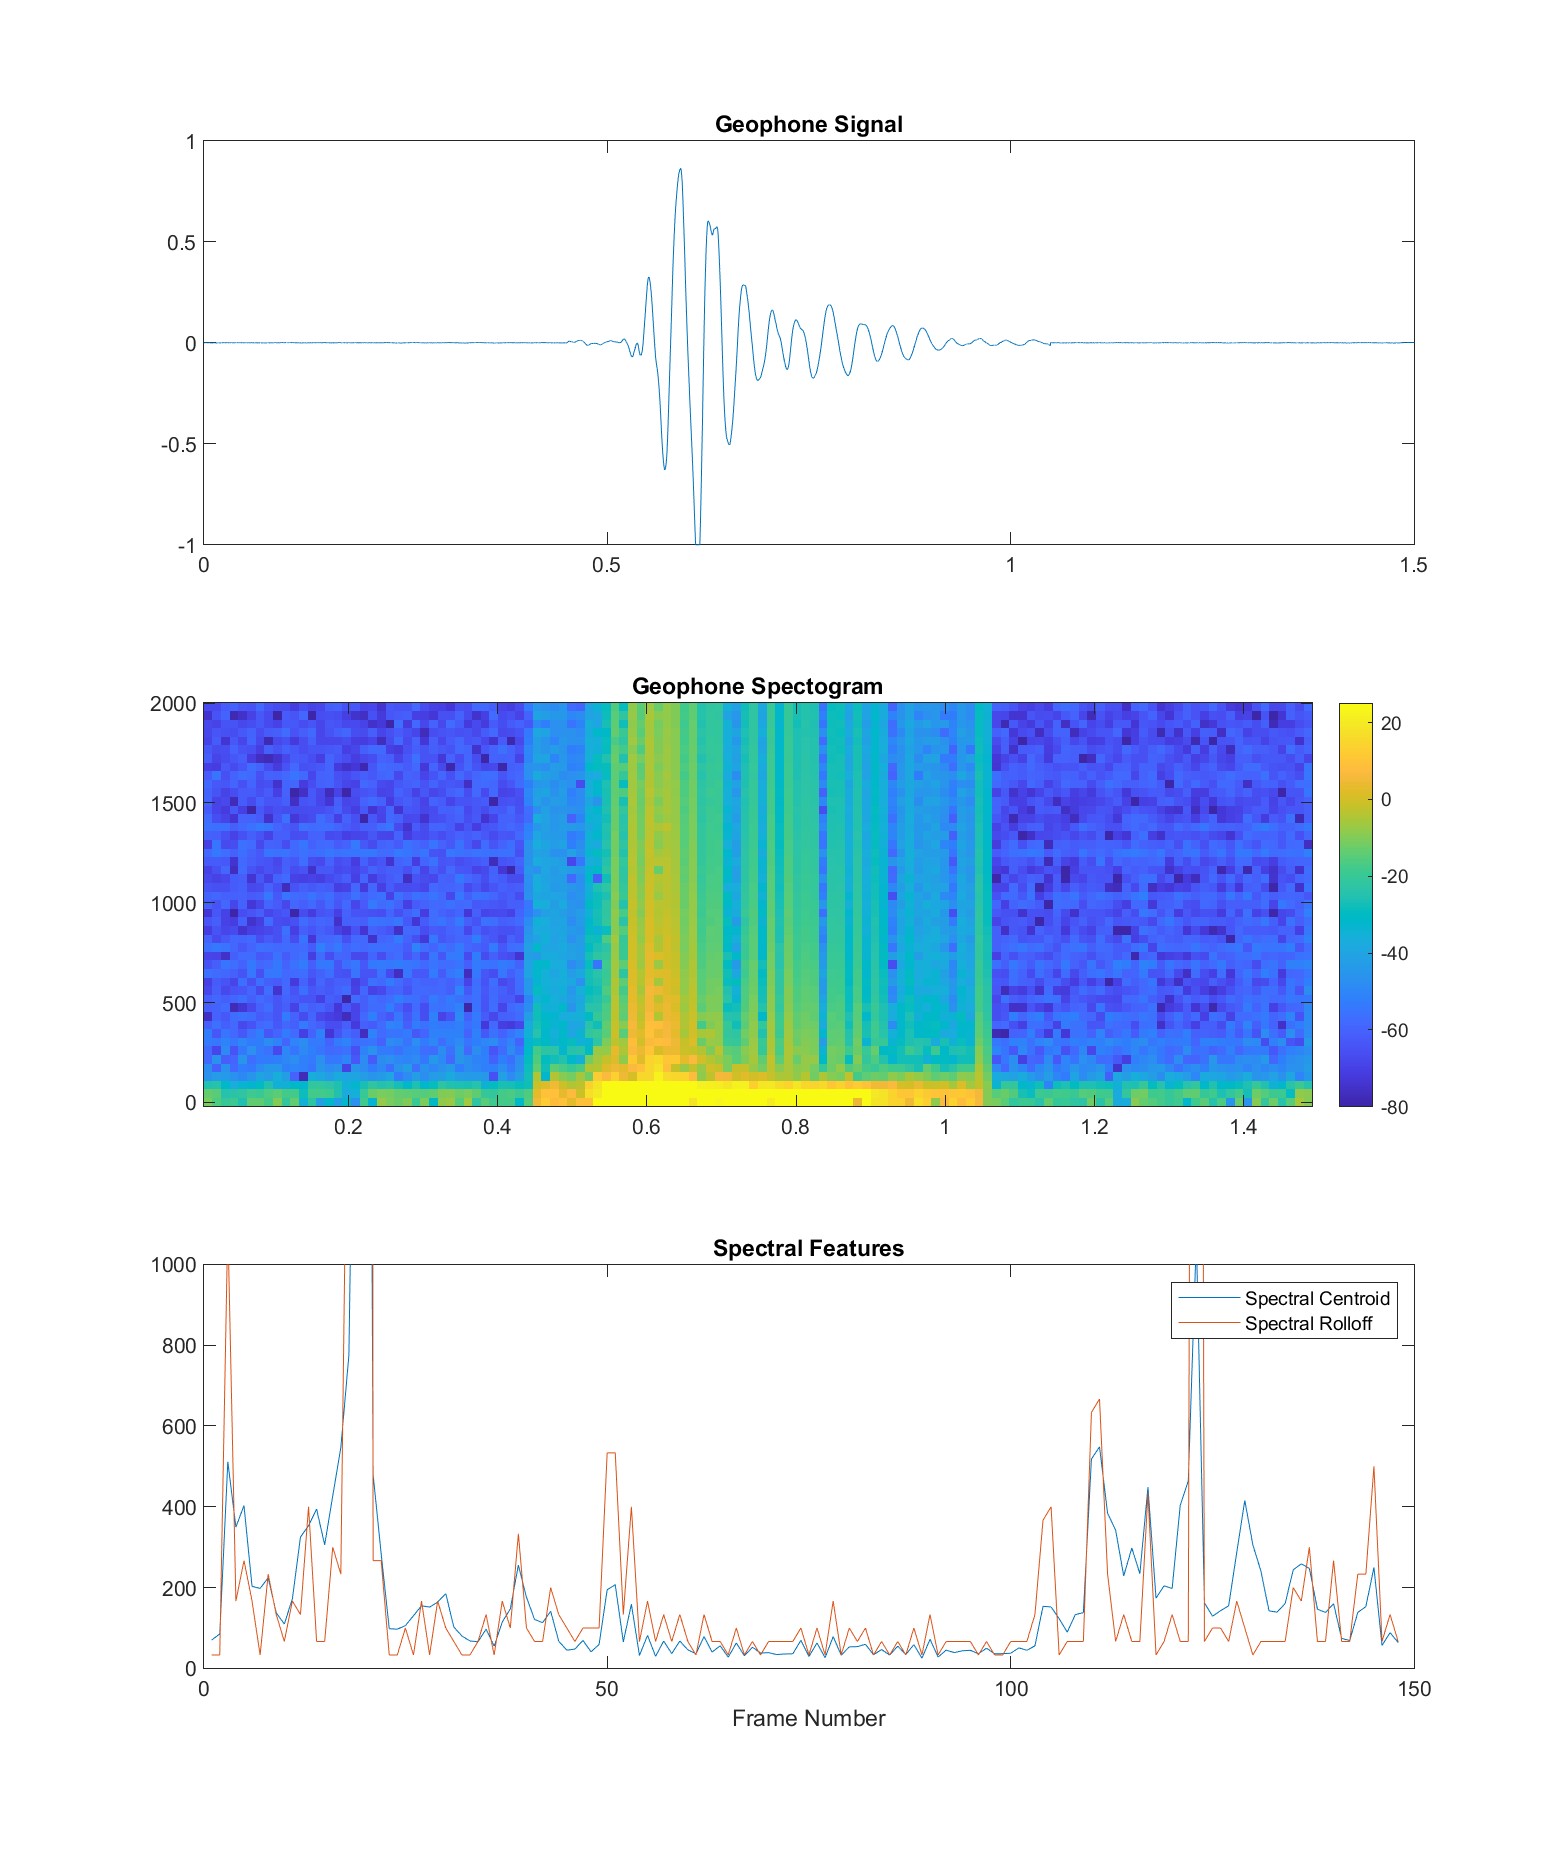 Geophone Signal
1
0.5
0
-0.5
-1
0 0.5 1 1.5
Geophone Spectogram
2000
1500
1000
500
0
0.2 0.4 0.6 0.8 1 1.2 1.4
20
0
-20
-40
-60
-80
Spectral Features
1000
800
600
400
200
0
Spectral Centroid
Spectral Rolloff
0 50 100 150
Frame Number